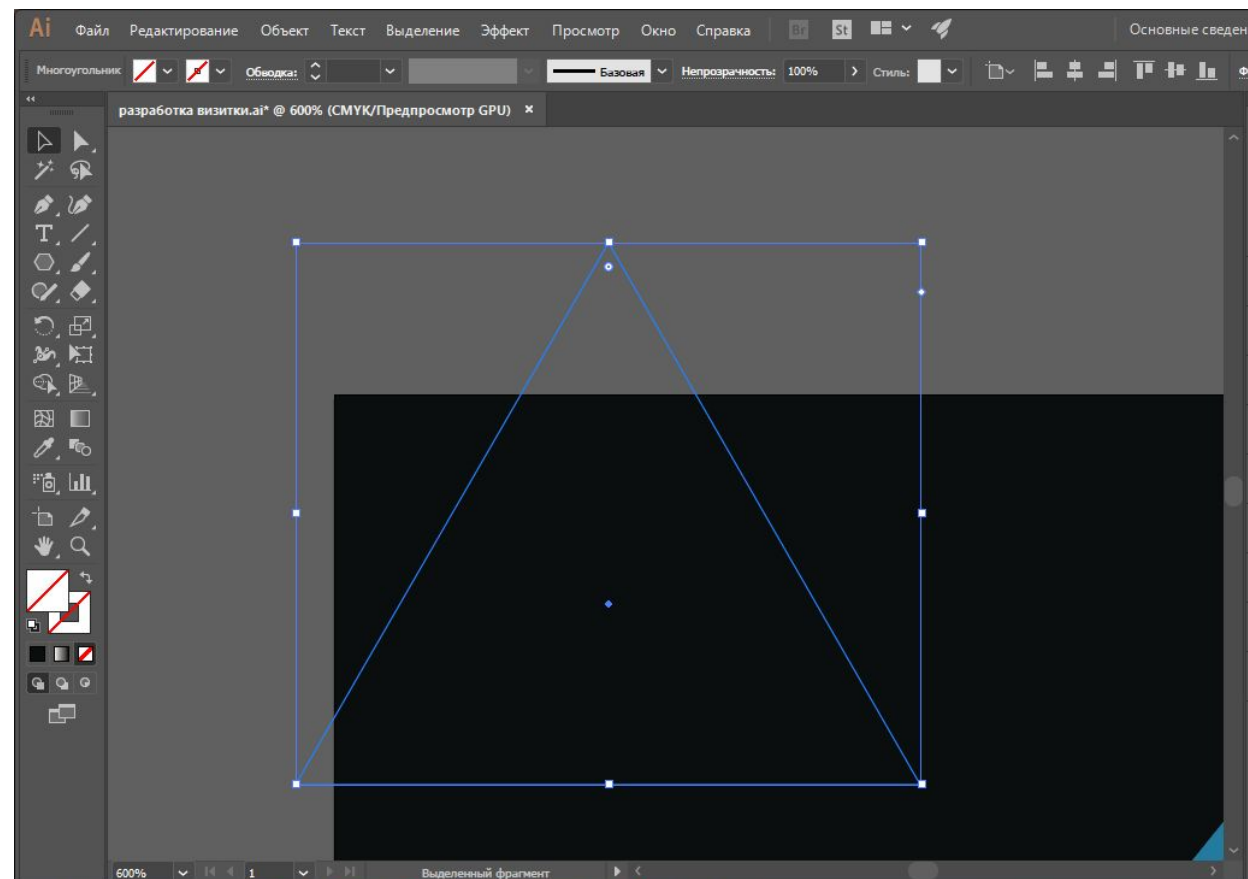 Ai Файл Редактирование Объект Текст Выделение Эффект Просмотр Окно Справка Br St Основные сведен
Многоугольник Обводка: Базовая Непрозрачность: 100% Стиль: Ф
разработка визитки.ai* @ 600% (CMYK/Предпросмотр GPU) ×
600% 1 Выделенный фрагмент